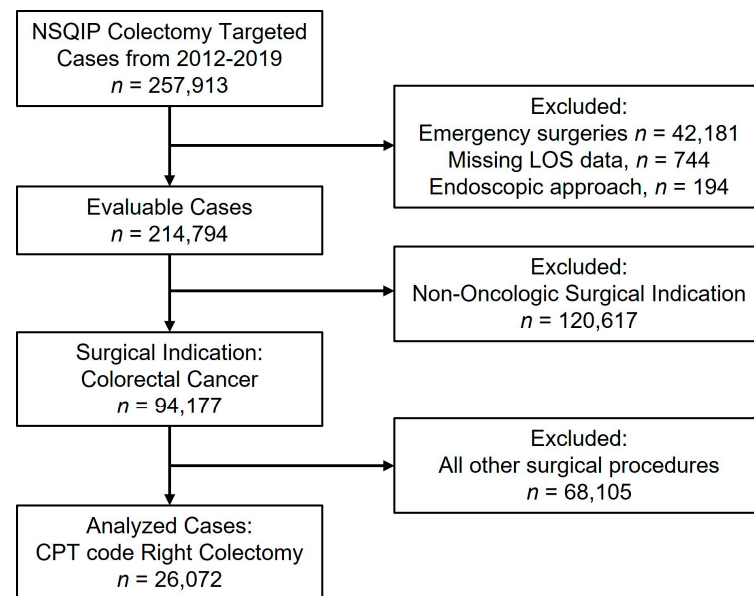 NSQIP Colectomy Targeted
Cases from 2012-2019
n = 257,913
Excluded:
Emergency surgeries n = 42,181
Missing LOS data, n = 744
Endoscopic approach, n = 194
Evaluable Cases
n = 214,794
Excluded:
Non-Oncologic Surgical Indication
n = 120,617
Surgical Indication:
Colorectal Cancer
n = 94,177
Excluded:
All other surgical procedures
n = 68,105
Analyzed Cases:
CPT code Right Colectomy
n = 26,072